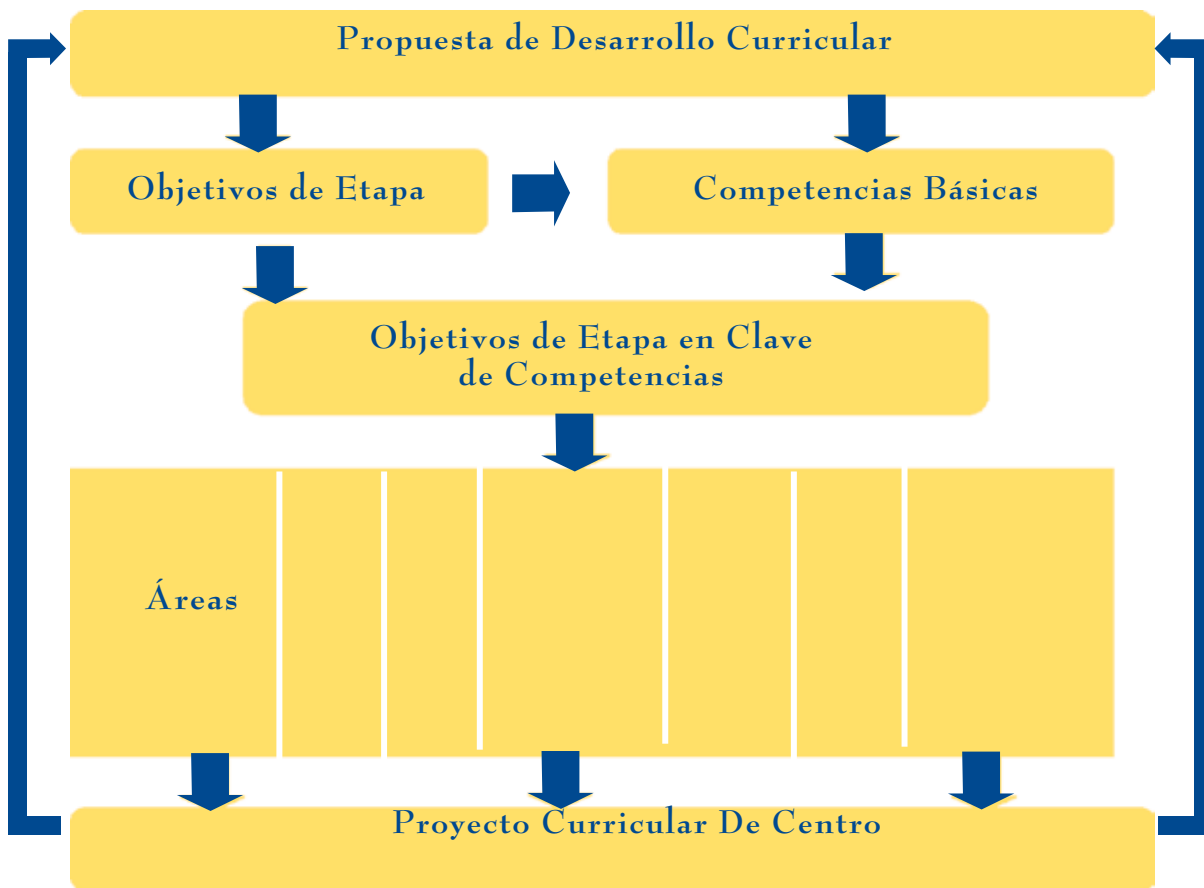 Propuesta de Desarrollo Curricular
Objetivos de Etapa
Competencias Básicas
Objetivos de Etapa en Clave
de Competencias
Áreas
Proyecto Curricular De Centro